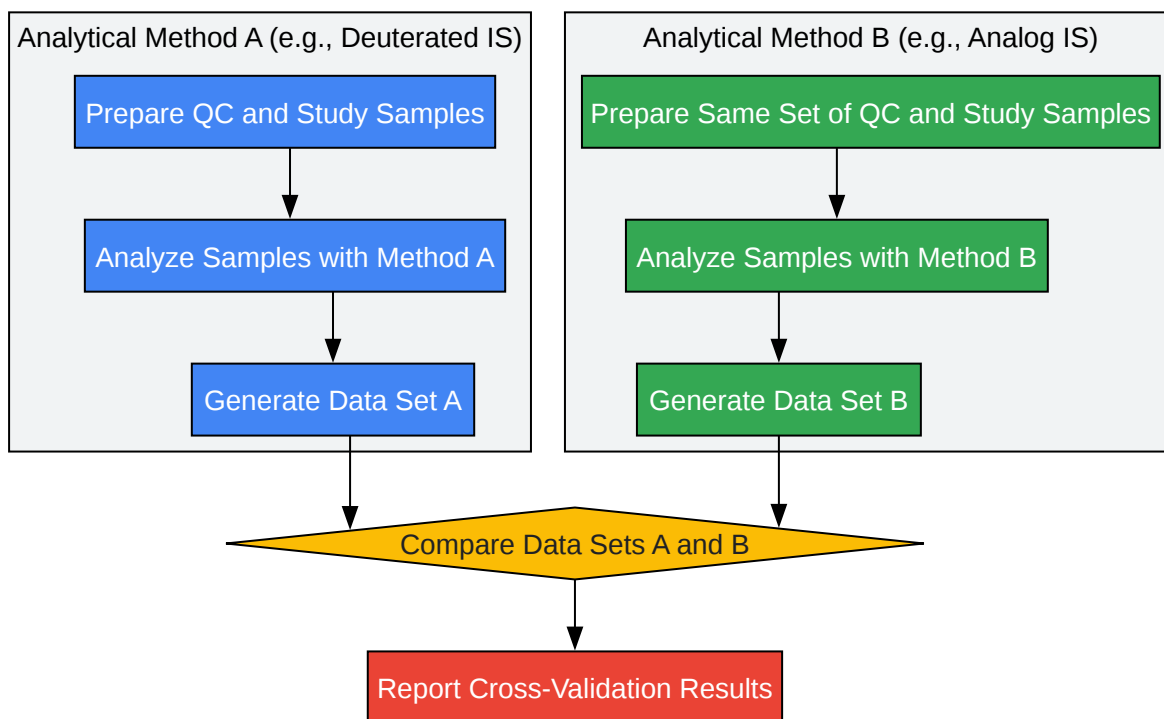 Analytical Method A (e.g., Deuterated IS)
Prepare QC and Study Samples
Analyze Samples with Method A
Generate Data Set A
Analytical Method B (e.g., Analog IS)
Prepare Same Set of QC and Study Samples
Analyze Samples with Method B
Generate Data Set B
Compare Data Sets A and B
Report Cross-Validation Results